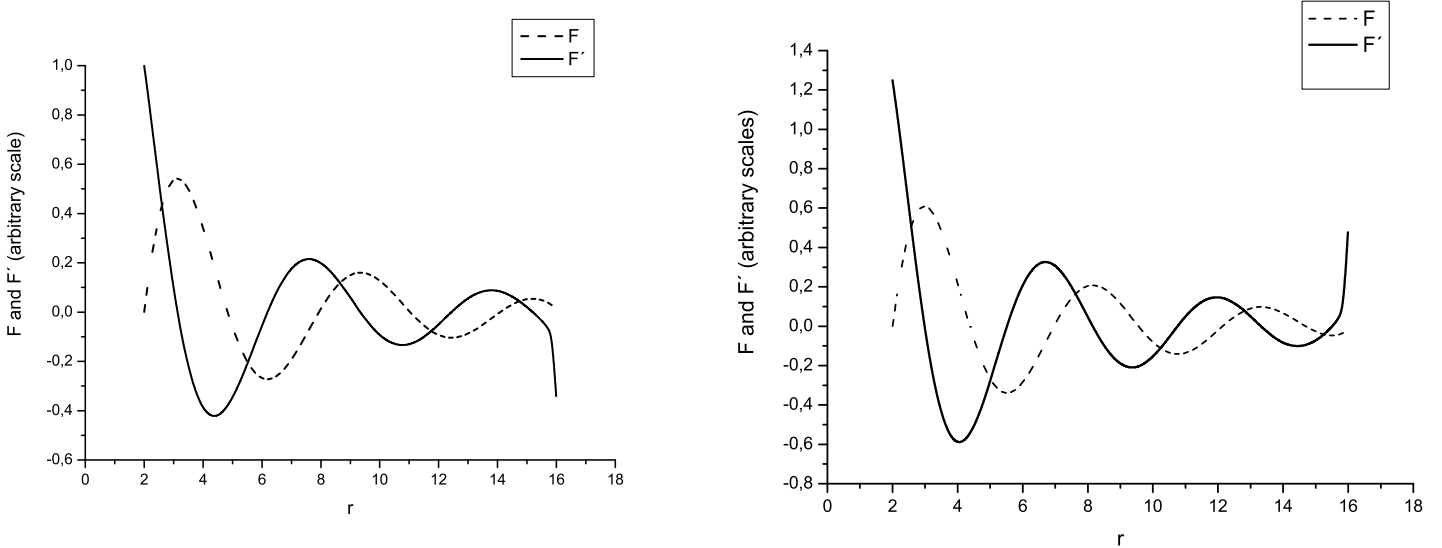 F
F´
1,0
0,8
0,6
0,4
0,2
0,0
-0,2
-0,4
-0,6
0 2 4 6 8 10 12 14 16 18
r
F and F´ (arbitrary scale)
F
F´
1,4
1,2
1,0
0,8
0,6
0,4
0,2
0,0
-0,2
-0,4
-0,6
-0,8
0 2 4 6 8 10 12 14 16 18
r
F and F´ (arbitrary scales)